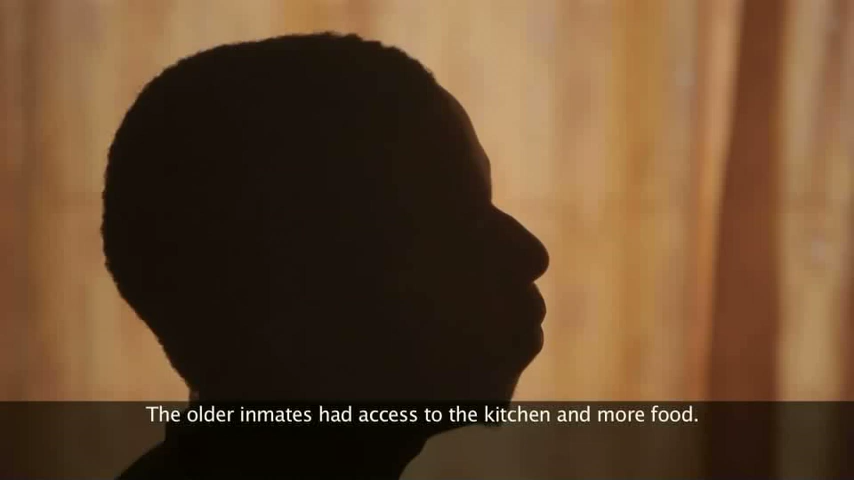 The older inmates had access to the kitchen and more food.